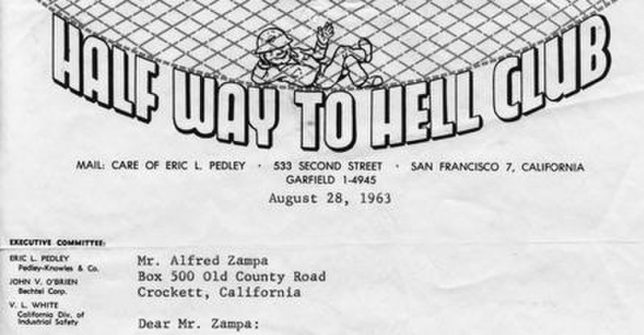 HALF WAY TO HELL CLUB
MAIL: CARE OF ERIC L. PEDLEY · 533 SECOND STREET · SAN FRANCISCO 7, CALIFORNIA
GARFIELD 1-4945
August 28, 1963
EXECUTIVE COMMITTEE:
ERIC L. PEDLEY
Pedley-Knowles & Co.
JOHN V. O'BRIEN
Bechtel Corp.
V. L. WHITE
California Div. of
Industrial Safety
Mr. Alfred Zampa
Box 500 Old County Road
Crockett, California
Dear Mr. Zampa: